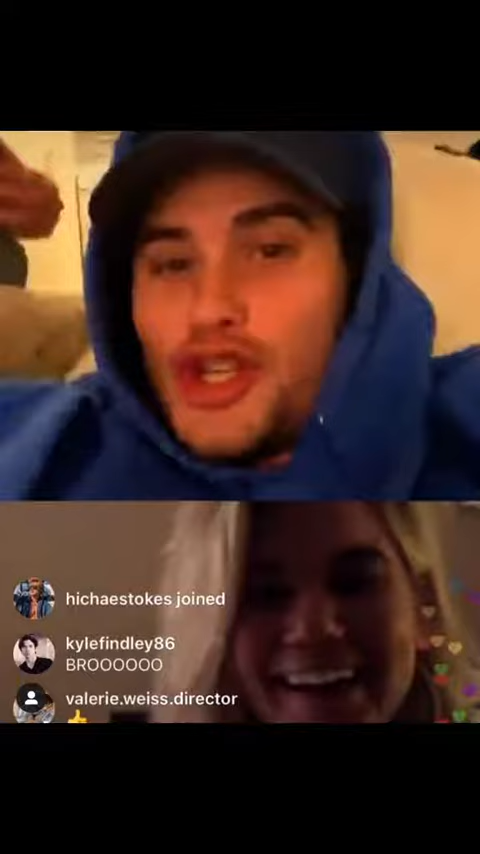 hichaestokes joined
kylefindley86
BROOOOOO
valerie.weiss.director
👍